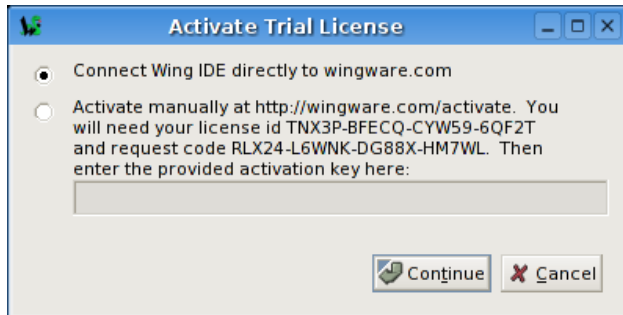 Activate Trial License
Connect Wing IDE directly to wingware.com
Activate manually at http://wingware.com/activate.  You
will need your license id TNX3P-BFECQ-CYW59-6QF2T
and request code RLX24-L6WNK-DG88X-HM7WL.  Then
enter the provided activation key here:
Continue
Cancel